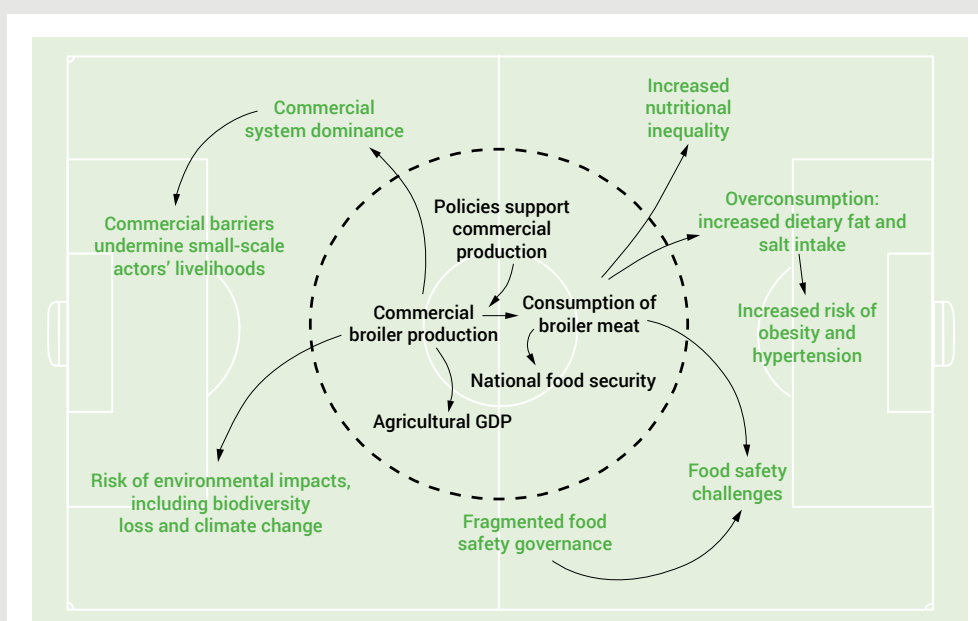 Commercial
system dominance
Increased
nutritional
inequality
Commercial barriers
undermine small-scale
actors’ livelihoods
Policies support
commercial
production
Overconsumption:
increased dietary fat and
salt intake
Commercial
broiler production
Consumption of
broiler meat
Increased risk of
obesity and
hypertension
National food security
Agricultural GDP
Risk of environmental impacts,
including biodiversity
loss and climate change
Food safety
challenges
Fragmented food
safety governance